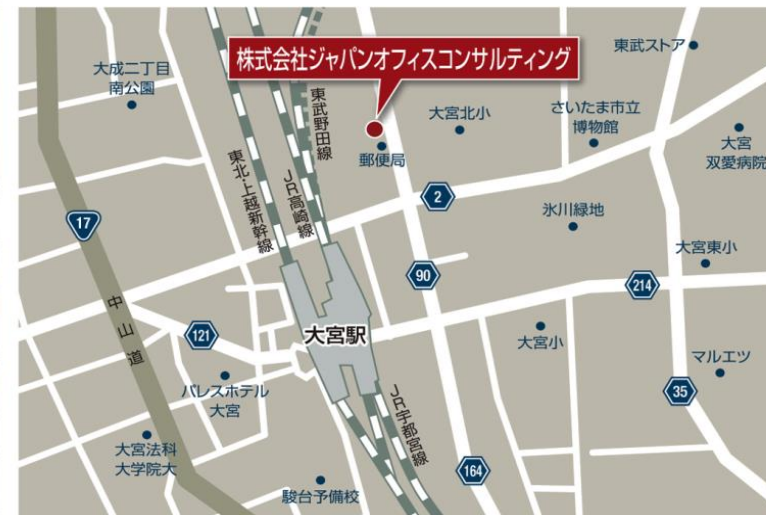 株式会社ジャパンオフィスコンサルティング
東武ストア
大成二丁目
南公園
東武野田線
大宮北小
さいたま市立
博物館
大宮
双愛病院
郵便局
東北・上越新幹線
JR高崎線
2
氷川緑地
17
90
大宮東小
214
中山道
121
大宮駅
大宮小
マルエツ
パレスホテル
大宮
35
JR宇都宮線
大宮法科
大学院大
164
駿台予備校